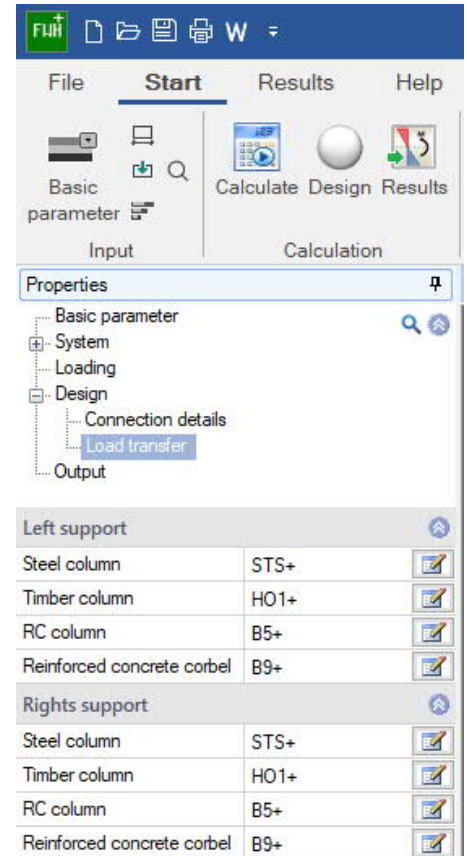 FWH+
W
File Start Results Help
123
Basic parameter
Calculate Design Results
Input Calculation
Properties
Basic parameter
System
Loading
Design
Connection details
Load transfer
Output
Left support
Steel column STS+
Timber column HO1+
RC column B5+
Reinforced concrete corbel B9+
Rights support
Steel column STS+
Timber column HO1+
RC column B5+
Reinforced concrete corbel B9+